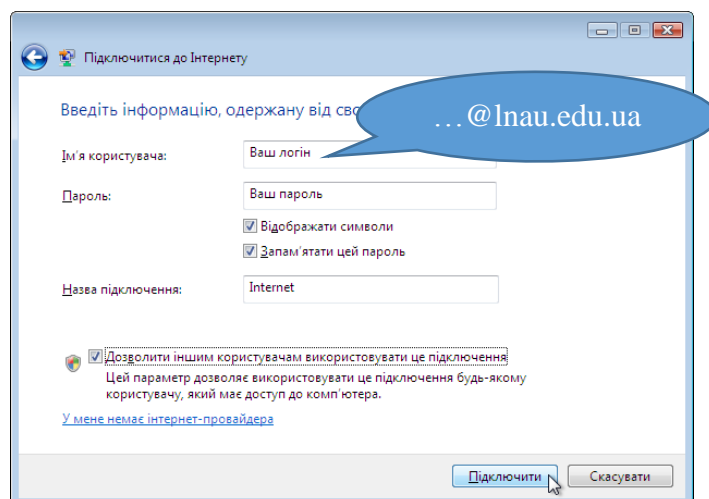 Підключитися до Інтернету
Введіть інформацію, одержану від
…@lnau.edu.ua
Ім'я користувача:
Ваш логін
Пароль:
Ваш пароль
Відображати символи
Запам'ятати цей пароль
Назва підключення:
Internet
Дозволити іншим користувачам використовувати це підключення
Цей параметр дозволяє використовувати це підключення будь-якому
користувачу, який має доступ до комп'ютера.
У мене немає інтернет-провайдера
Підключити
Скасувати